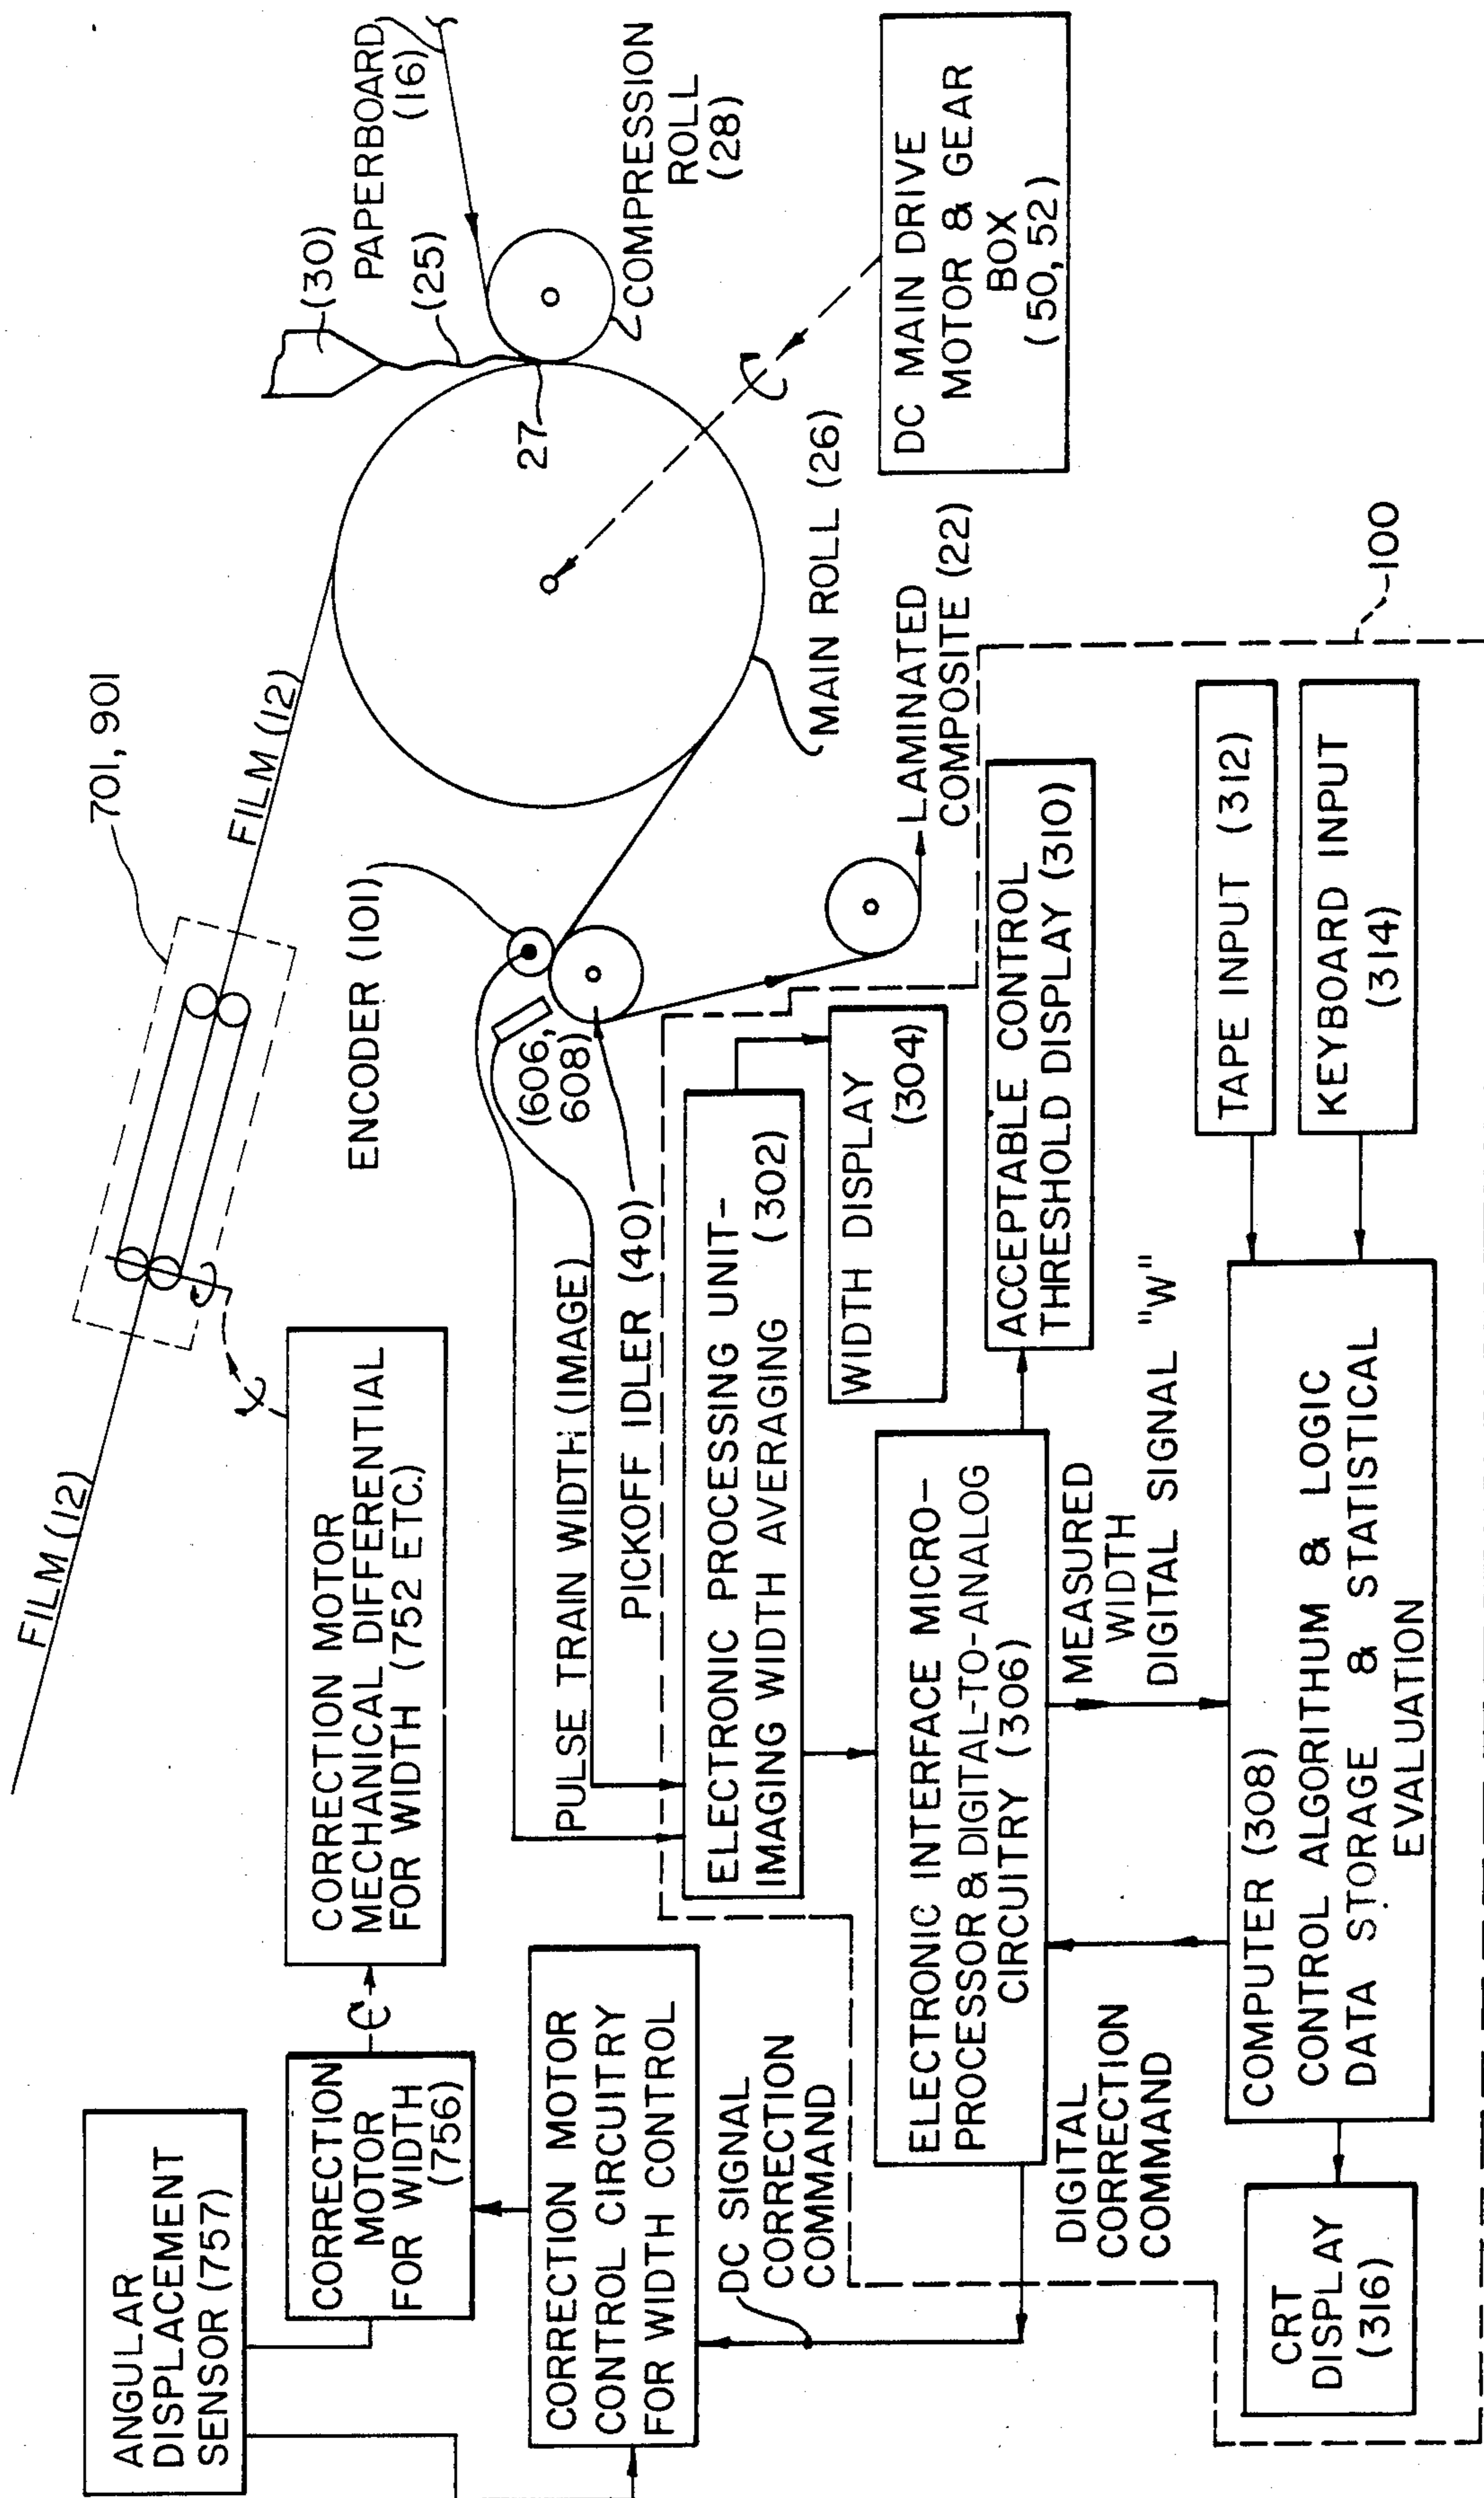 FILM (12)
701, 901
FILM (12)
(30)
PAPERBOARD
(16)
(25)
27
COMPRESSION
ROLL
(28)
ANGULAR
DISPLACEMENT
SENSOR (757)
CORRECTION
MOTOR
FOR WIDTH
(756)
CORRECTION MOTOR
MECHANICAL DIFFERENTIAL
FOR WIDTH (752 ETC.)
ENCODER (101)
(606,
608)
PULSE TRAIN WIDTH (IMAGE)
PICKOFF IDLER (40)
MAIN ROLL (26)
DC MAIN DRIVE
MOTOR & GEAR
BOX
(50, 52)
LAMINATED
COMPOSITE (22)
CORRECTION MOTOR
CONTROL CIRCUITRY
FOR WIDTH CONTROL
ELECTRONIC PROCESSING UNIT-
IMAGING WIDTH AVERAGING (302)
WIDTH DISPLAY
(304)
DC SIGNAL
CORRECTION
COMMAND
ELECTRONIC INTERFACE MICRO-
PROCESSOR & DIGITAL-TO-ANALOG
CIRCUITRY (306)
ACCEPTABLE CONTROL
THRESHOLD DISPLAY (310)
100
DIGITAL
CORRECTION
COMMAND
MEASURED
WIDTH
DIGITAL SIGNAL "W"
TAPE INPUT (312)
KEYBOARD INPUT
(314)
COMPUTER (308)
CONTROL ALGORITHUM & LOGIC
DATA STORAGE & STATISTICAL
EVALUATION
CRT
DISPLAY
(316)